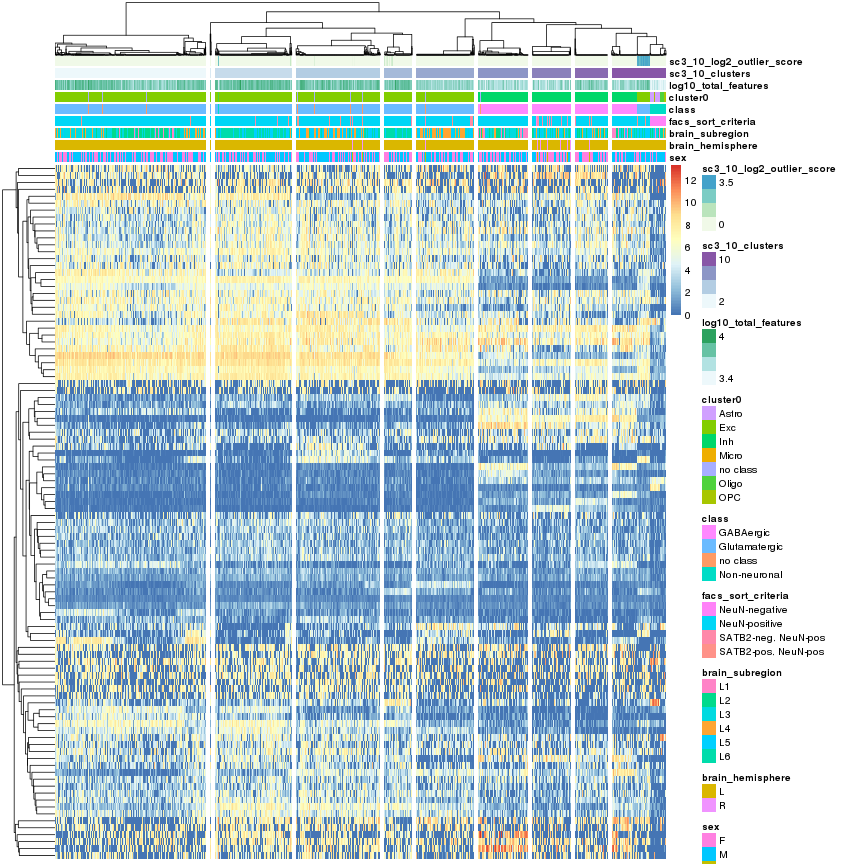 sc3_10_log2_outlier_score
sc3_10_clusters
log10_total_features
cluster0
class
facs_sort_criteria
brain_subregion
brain_hemisphere
sex
12
10
8
6
4
2
0
sc3_10_log2_outlier_score
3.5
0
sc3_10_clusters
10
2
log10_total_features
4
3.4
cluster0
Astro
Exc
Inh
Micro
no class
Oligo
OPC
class
GABAergic
Glutamatergic
no class
Non-neuronal
facs_sort_criteria
NeuN-negative
NeuN-positive
SATB2-neg. NeuN-pos
SATB2-pos. NeuN-pos
brain_subregion
L1
L2
L3
L4
L5
L6
brain_hemisphere
L
R
sex
F
M